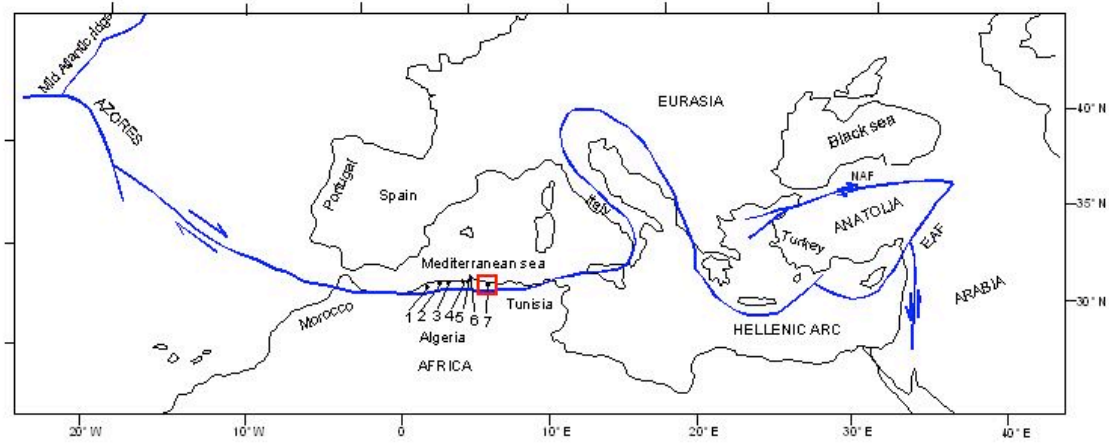 Mid Atlantic ridge
AZORES
EURASIA
40° N
Black sea
Portugal
Spain
Italy
NAF
35° N
ANATOLIA
Turkey
EAF
Mediterranean sea
ARABIA
Morocco
Tunisia
30° N
1 2 3 4 5 6 7
Algeria
HELLENIC ARC
AFRICA
20° W 10° W 0 10° E 20° E 30° E 40° E